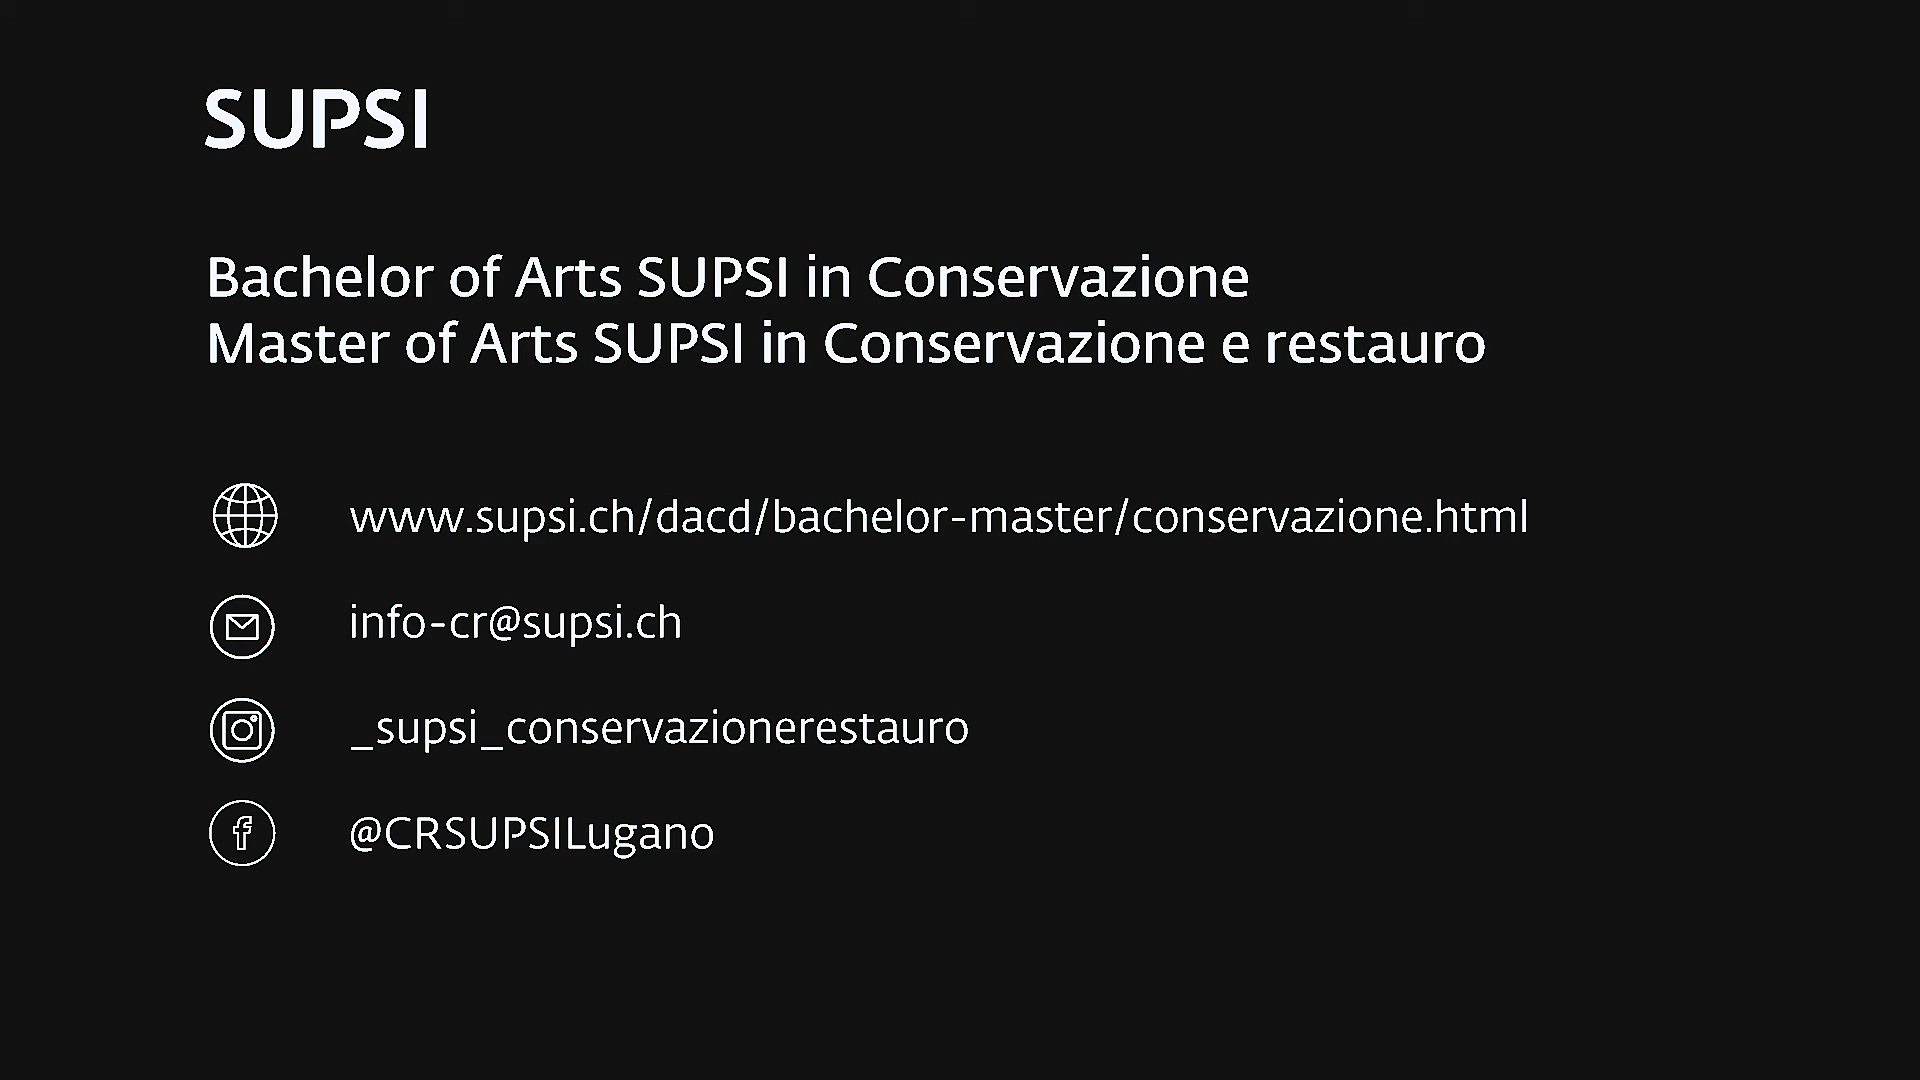 SUPSI
Bachelor of Arts SUPSI in Conservazione
Master of Arts SUPSI in Conservazione e restauro
www.supsi.ch/dacd/bachelor-master/conservazione.html
info-cr@supsi.ch
_supsi_conservazionerestauro
@CRSUPSILugano